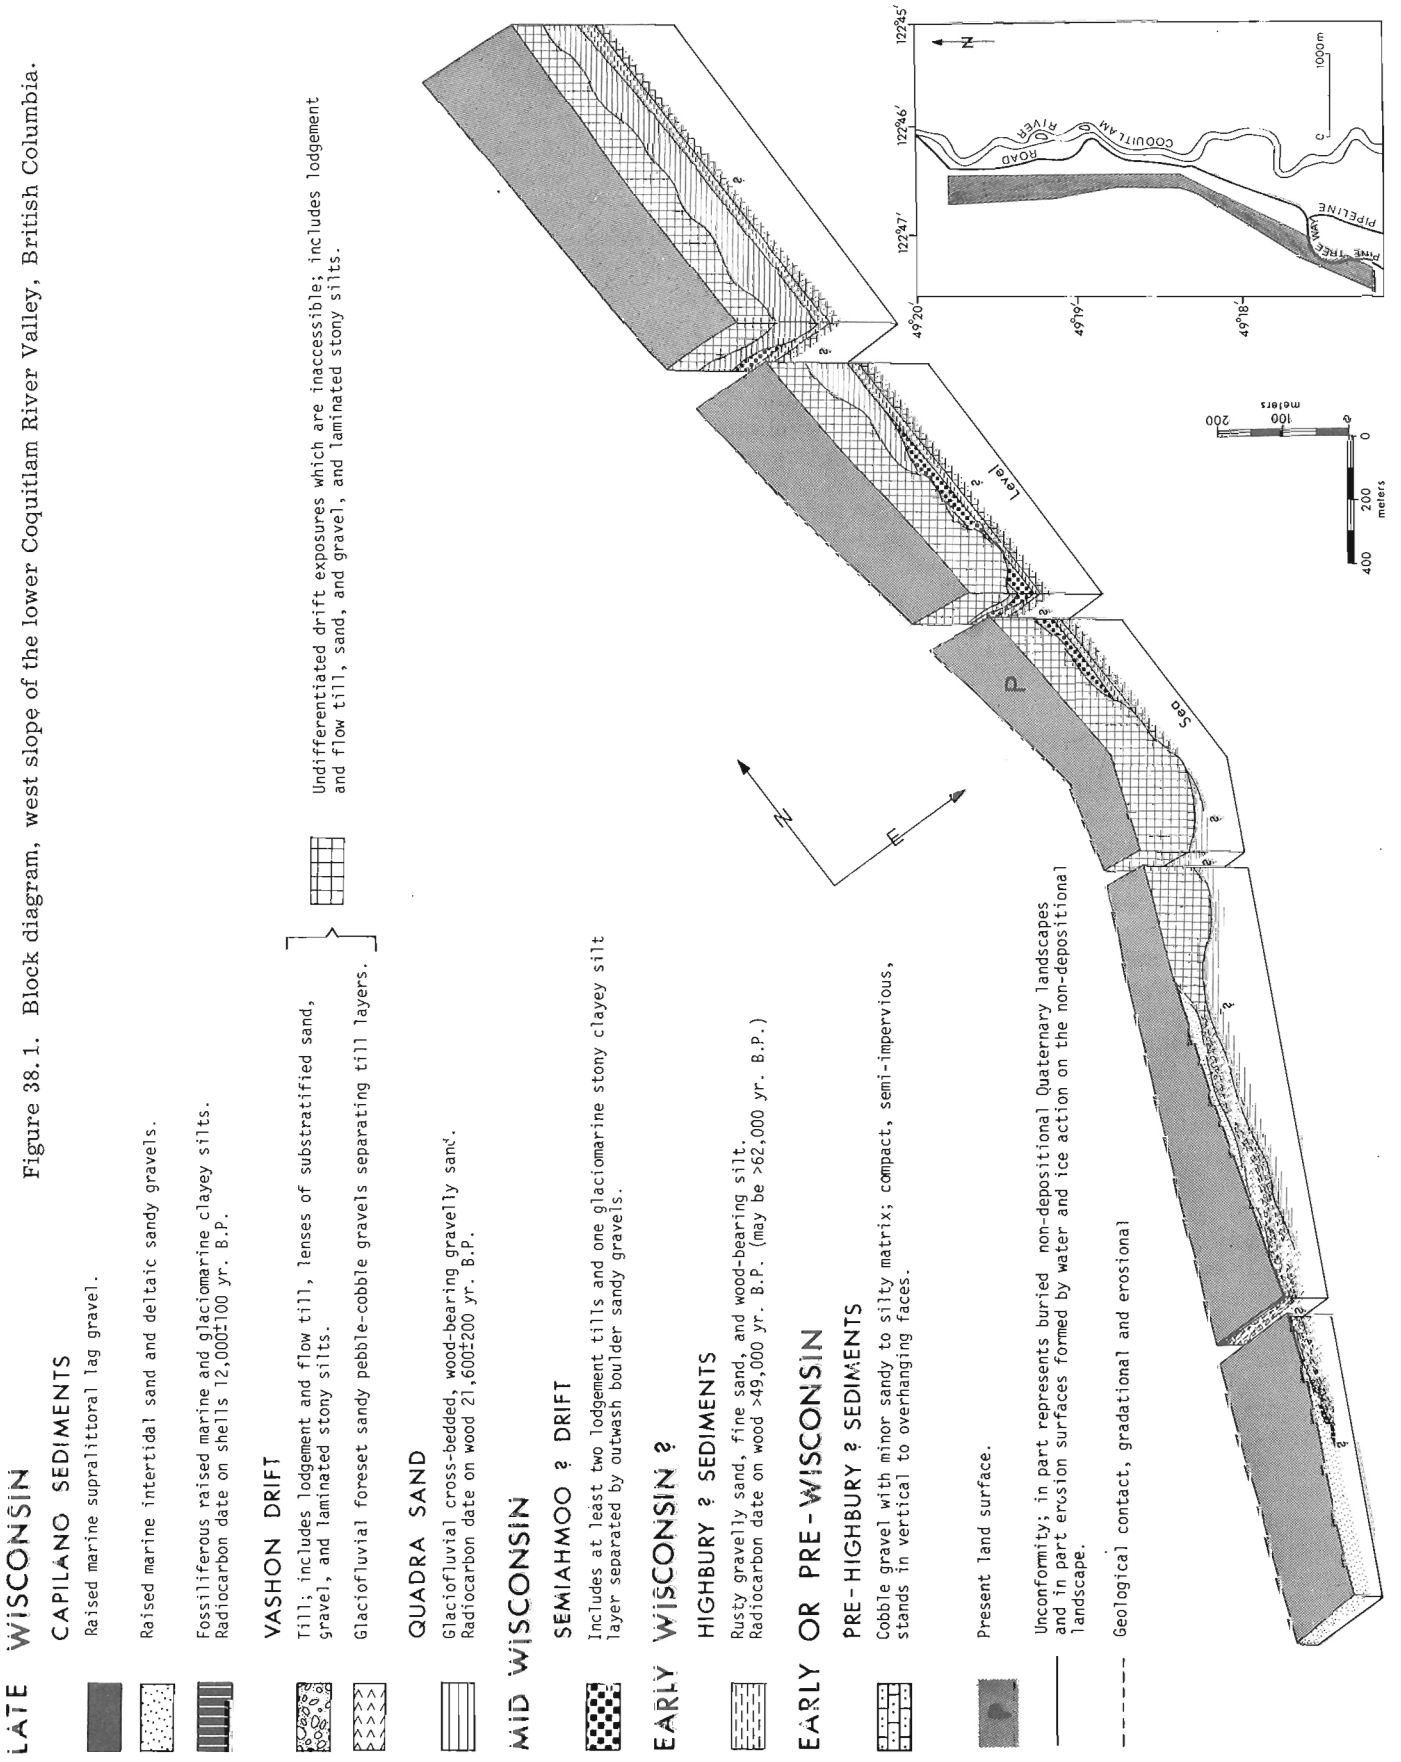 Figure 38.1. Block diagram, west slope of the lower Coquitlam River Valley, British Columbia.
LATE WISCONSIN
CAPILANO SEDIMENTS
Raised marine supralittoral lag gravel.
Raised marine intertidal sand and deltaic sandy gravels.
Fossiliferous raised marine and glaciomarine clayey silts.
Radiocarbon date on shells 12,000±100 yr. B.P.
VASHON DRIFT
Till; includes lodgement and flow till, lenses of substratified sand,
gravel, and laminated stony silts.
Glaciofluvial foreset sandy pebble-cobble gravels separating till layers.
Undifferentiated drift exposures which are inaccessible; includes lodgement
and flow till, sand, and gravel, and laminated stony silts.
QUADRA SAND
Glaciofluvial cross-bedded, wood-bearing gravelly sand.
Radiocarbon date on wood 21,600±200 yr. B.P.
MID WISCONSIN
SEMIAHMOO ? DRIFT
Includes at least two lodgement tills and one glaciomarine stony clayey silt
layer separated by outwash boulder sandy gravels.
EARLY WISCONSIN ?
HIGHBURY ? SEDIMENTS
Rusty gravelly sand, fine sand, and wood-bearing silt.
Radiocarbon date on wood >49,000 yr. B.P. (may be >62,000 yr. B.P.)
EARLY OR PRE-WISCONSIN
PRE-HIGHBURY ? SEDIMENTS
Cobble gravel with minor sandy to silty matrix; compact, semi-impervious,
stands in vertical to overhanging faces.
P
Present land surface.
Unconformity; in part represents buried non-depositional Quaternary landscapes
and in part erosion surfaces formed by water and ice action on the non-depositional
landscape.
Geological contact, gradational and erosional
N
E
P
Sea
Level
?
?
?
?
?
?
?
?
?
?
200
100
0
meters
400
200
0
meters
122°47'
122°46'
122°45'
49°20'
49°19'
49°18'
N
0
1000m
COQUITLAM
RIVER
ROAD
PIPELINE
PINE TREE WAY